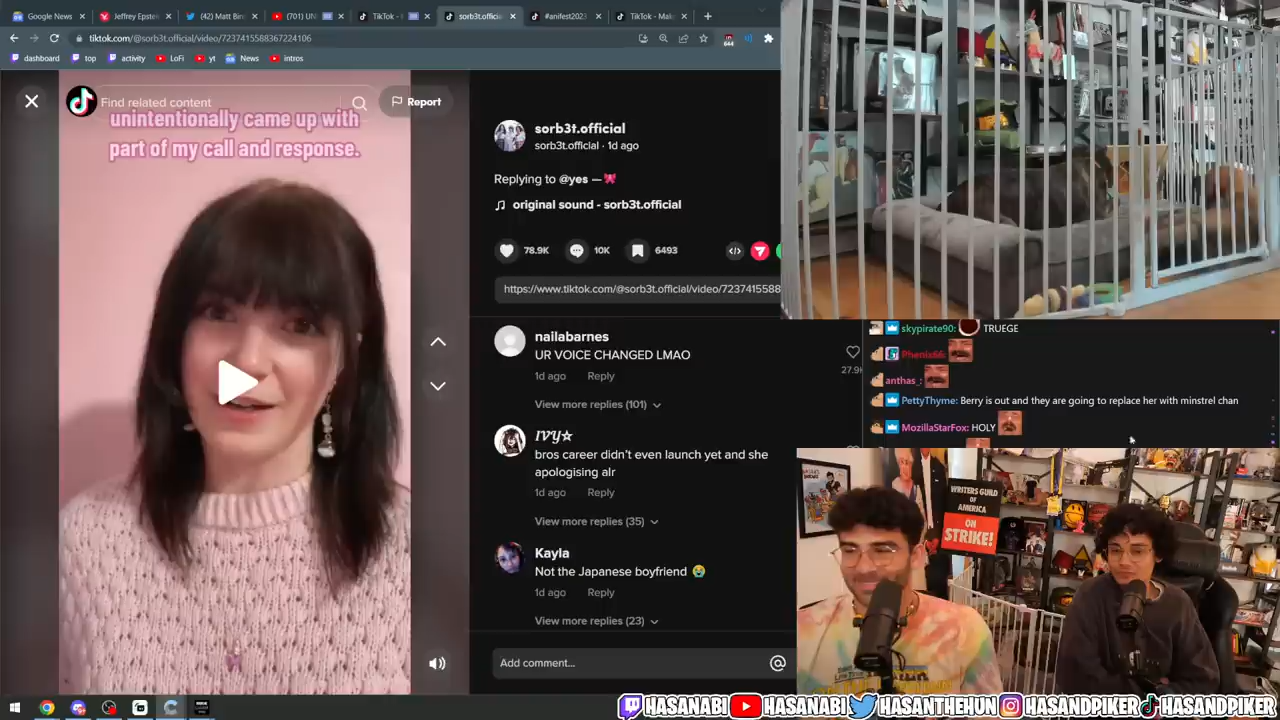 Google News
Jeffrey Epste
(42) Matt Bin
(701) UN
TikTok -
sorb3t.officia
#anifest2023
TikTok - Mak
tiktok.com/@sorb3t.official/video/7237415588367224106
644
dashboard
top
activity
LoFi
yt
News
intros
Find related content
Report
unintentionally came up with
part of my call and response.
sorb3t.official
sorb3t.official · 1d ago
Replying to @yes — 🎀
original sound - sorb3t.official
78.9K
10K
6493
https://www.tiktok.com/@sorb3t.official/video/7237415588
nailabarnes
UR VOICE CHANGED LMAO
1d ago Reply
27.9K
View more replies (101)
IVY☆
bros career didn't even launch yet and she
apologising alr
1d ago Reply
View more replies (35)
Kayla
Not the Japanese boyfriend 😭
1d ago Reply
View more replies (23)
Add comment...
skypirate90: TRUEGE
Phenix66:
anthas_:
PettyThyme: Berry is out and they are going to replace her with minstrel chan
MozillaStarFox: HOLY
WRITERS GUILD
OF
AMERICA
ON
STRIKE!
HASANABI HASANABI HASANTHEHUN HASANDPIKER HASANDPIKER